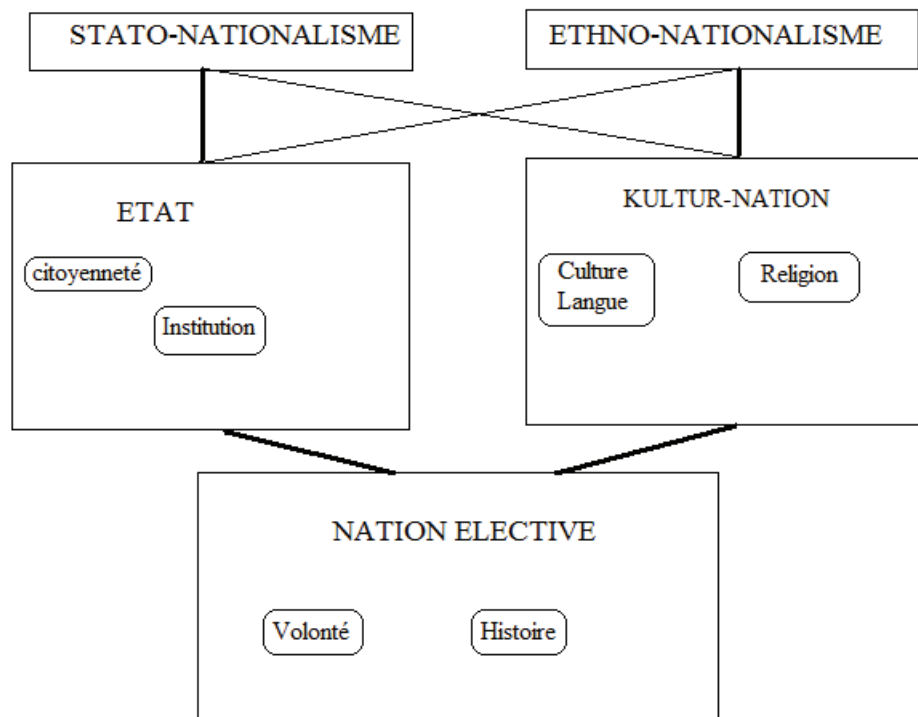 STATO-NATIONALISME
ETHNO-NATIONALISME
ETAT
citoyenneté
Institution
KULTUR-NATION
Culture
Langue
Religion
NATION ELECTIVE
Volonté
Histoire